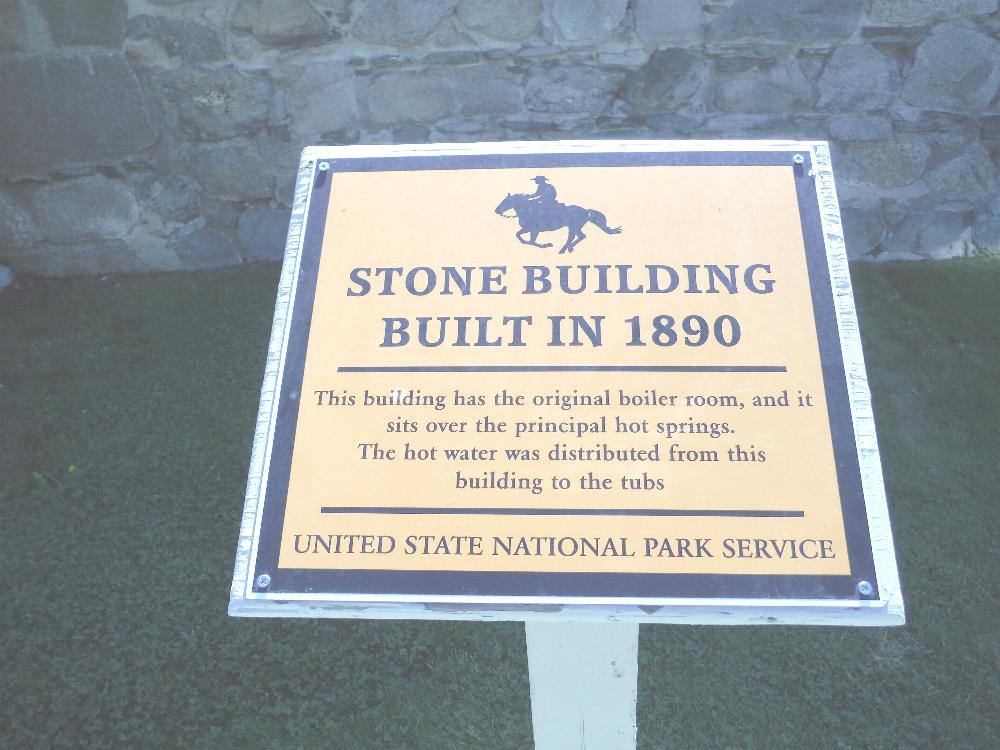 STONE BUILDING
BUILT IN 1890
This building has the original boiler room, and it
sits over the principal hot springs.
The hot water was distributed from this
building to the tubs
UNITED STATE NATIONAL PARK SERVICE